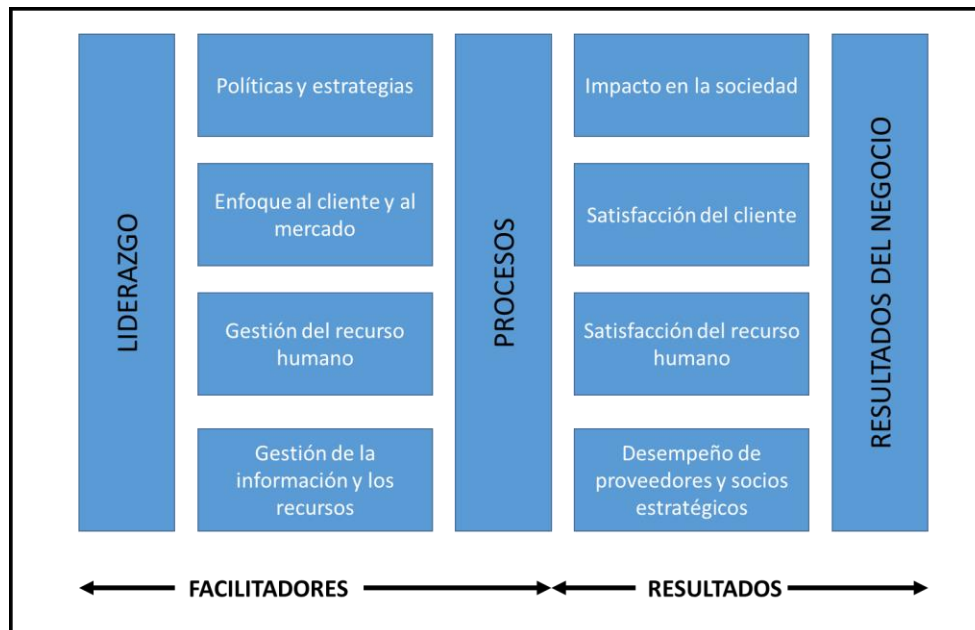 LIDERAZGO
Políticas y estrategias
Enfoque al cliente y al
mercado
Gestión del recurso
humano
Gestión de la
información y los
recursos
PROCESOS
Impacto en la sociedad
Satisfacción del cliente
Satisfacción del recurso
humano
Desempeño de
proveedores y socios
estratégicos
RESULTADOS DEL NEGOCIO
FACILITADORES
RESULTADOS